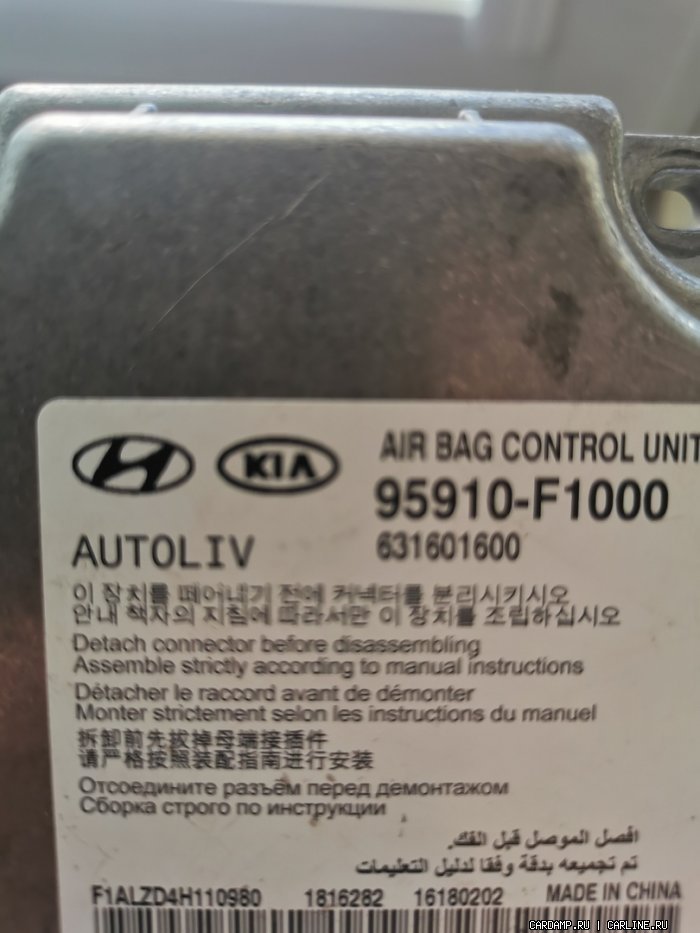 KIA
AIR BAG CONTROL UNIT
95910-F1000
AUTOLIV
631601600
이 장치를 떼어내기 전에 커넥터를 분리시키시오
안내 책자의 지침에 따라서만 이 장치를 조립하십시오
Detach connector before disassembling
Assemble strictly according to manual instructions
Détacher le raccord avant de démonter
Monter strictement selon les instructions du manuel
拆卸前先拔掉母端接插件
请严格按照装配指南进行安装
Отсоедините разъём перед демонтажом
Сборка строго по инструкции
افصل الموصل قبل الفك.
تم تجميعه بدقة وفقا لدليل التعليمات
F1ALZD4H110980 1816282 16180202 MADE IN CHINA
CARDAMP.RU | CARLINE.RU